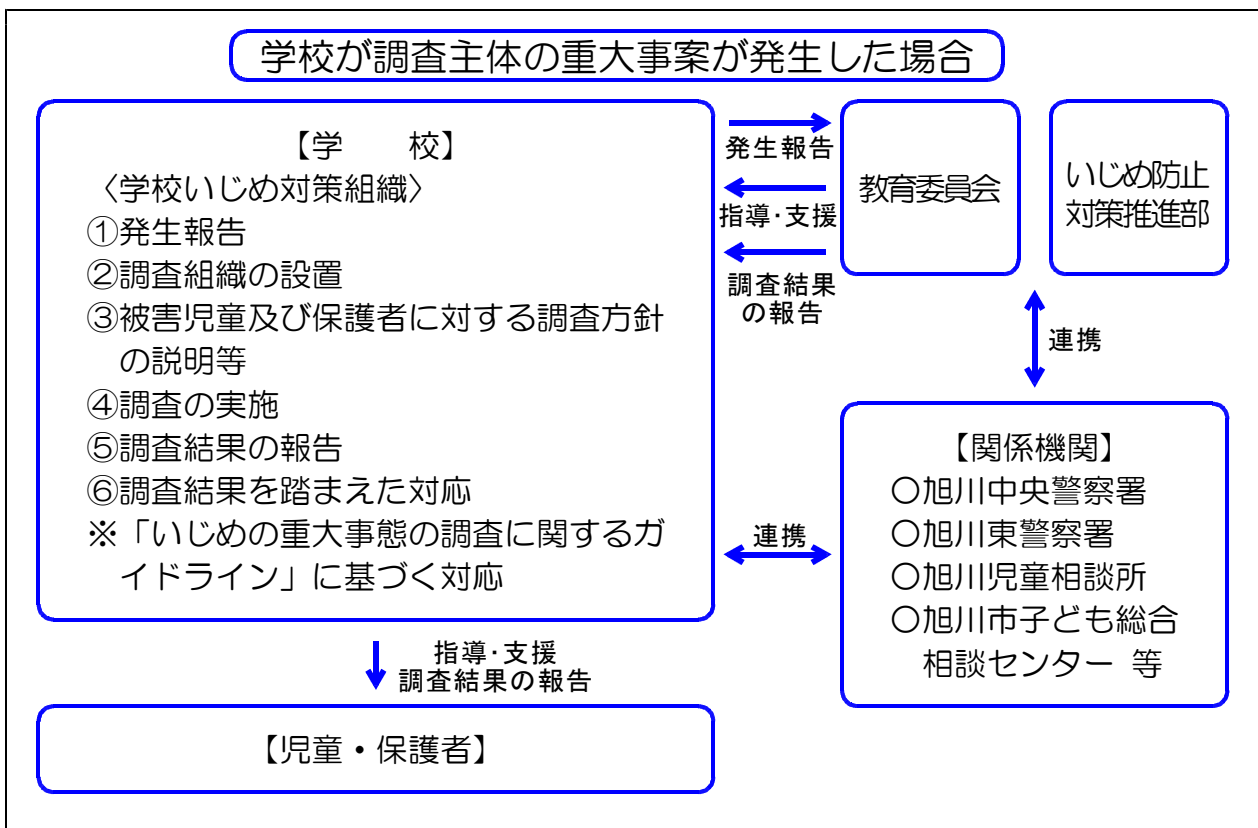 学校が調査主体の重大事案が発生した場合
【学　　校】
〈学校いじめ対策組織〉
①発生報告
②調査組織の設置
③被害児童及び保護者に対する調査方針
の説明等
④調査の実施
⑤調査結果の報告
⑥調査結果を踏まえた対応
※「いじめの重大事態の調査に関するガ
イドライン」に基づく対応
発生報告
指導・支援
調査結果
の報告
教育委員会
いじめ防止
対策推進部
連携
連携
【関係機関】
○旭川中央警察署
○旭川東警察署
○旭川児童相談所
○旭川市子ども総合
相談センター 等
指導・支援
調査結果の報告
【児童・保護者】